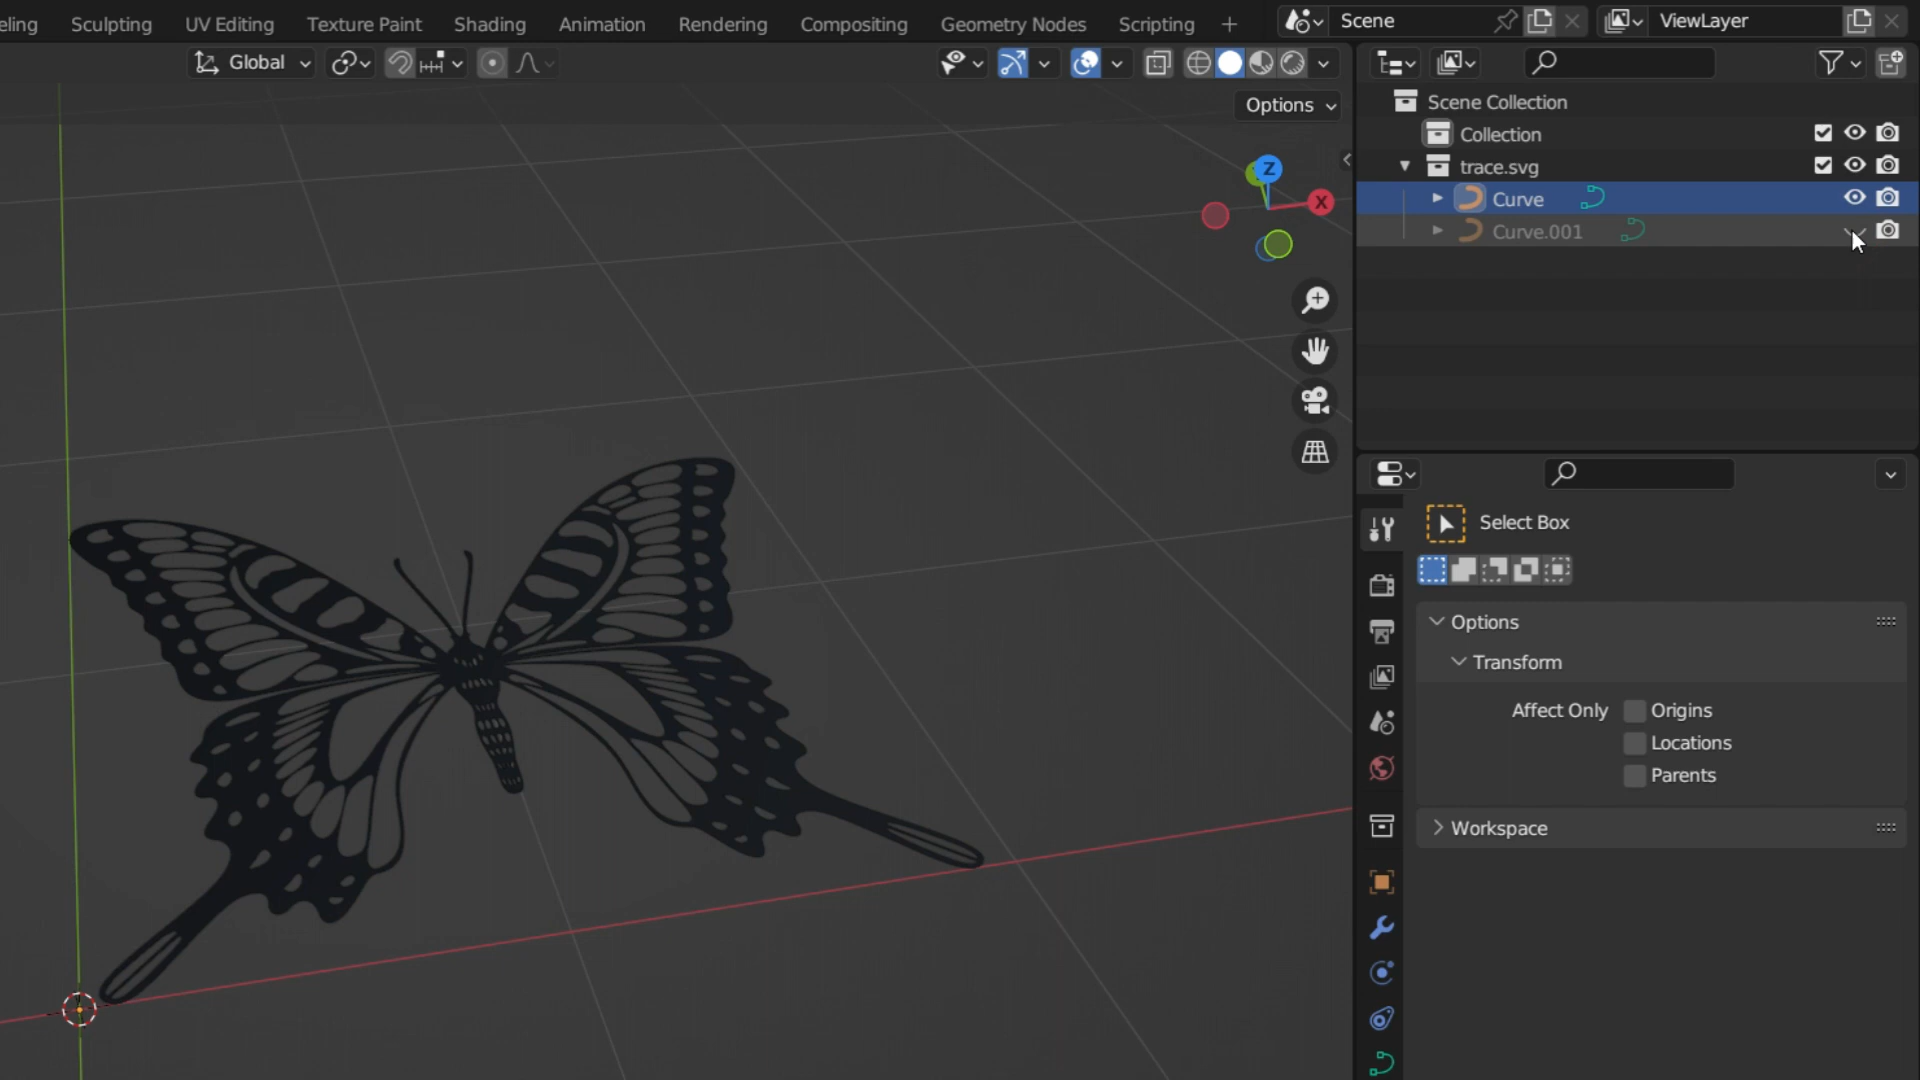 eling Sculpting UV Editing Texture Paint Shading Animation Rendering Compositing Geometry Nodes Scripting + Scene ViewLayer
Global
Options
Scene Collection
Collection
trace.svg
Curve
Curve.001
Z
X
Select Box
Options
Transform
Affect Only Origins
Locations
Parents
Workspace